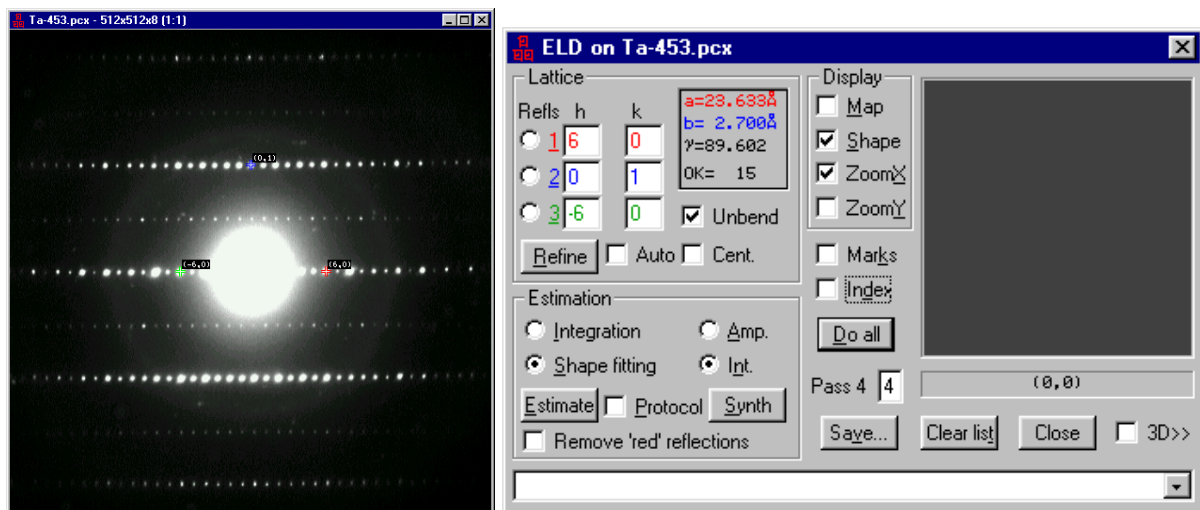 Ta-453.pcx - 512x512x8 (1:1)
(0,1)
(-6,0)
(6,0)
ELD on Ta-453.pcx
Lattice
Refls h k
1 6 0
2 0 1
3 -6 0
a=23.633Å
b= 2.700Å
γ=89.602
OK= 15
Unbend
Refine Auto Cent.
Estimation
Integration Amp.
Shape fitting Int.
Estimate Protocol Synth
Remove 'red' reflections
Display
Map
Shape
ZoomX
ZoomY
Marks
Index
Do all
Pass 4 4
(0,0)
Save... Clear list Close 3D>>